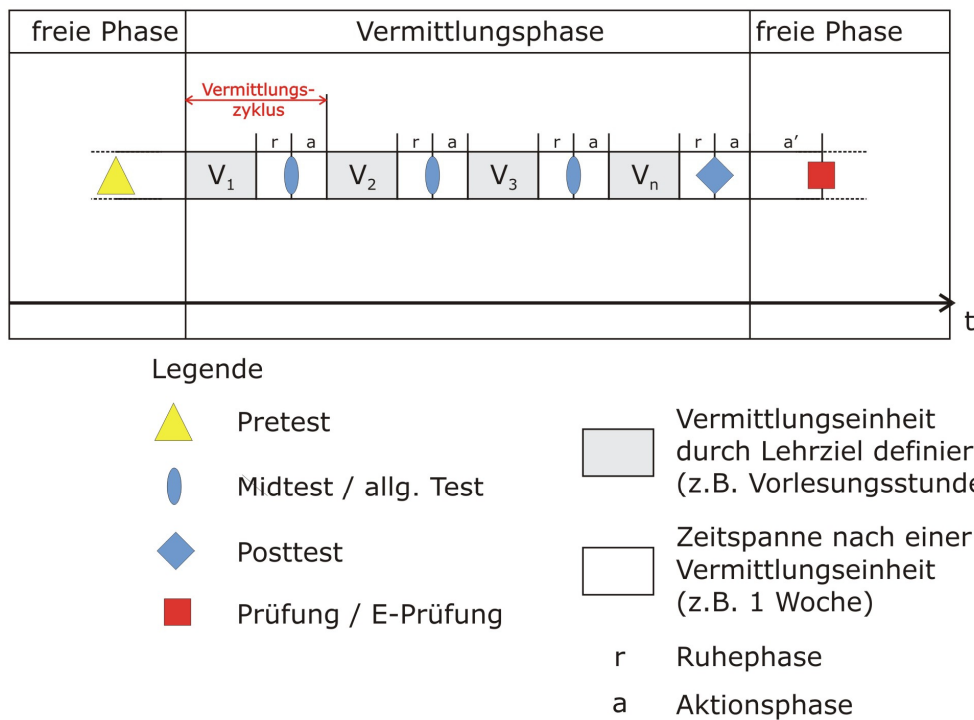 freie Phase
Vermittlungsphase
freie Phase
Vermittlungs-
zyklus
r a r a r a r a a'
V1 V2 V3 Vn
t
Legende
Pretest
Midtest / allg. Test
Posttest
Prüfung / E-Prüfung
Vermittlungseinheit
durch Lehrziel definier
(z.B. Vorlesungsstunde
Zeitspanne nach einer
Vermittlungseinheit
(z.B. 1 Woche)
r Ruhephase
a Aktionsphase